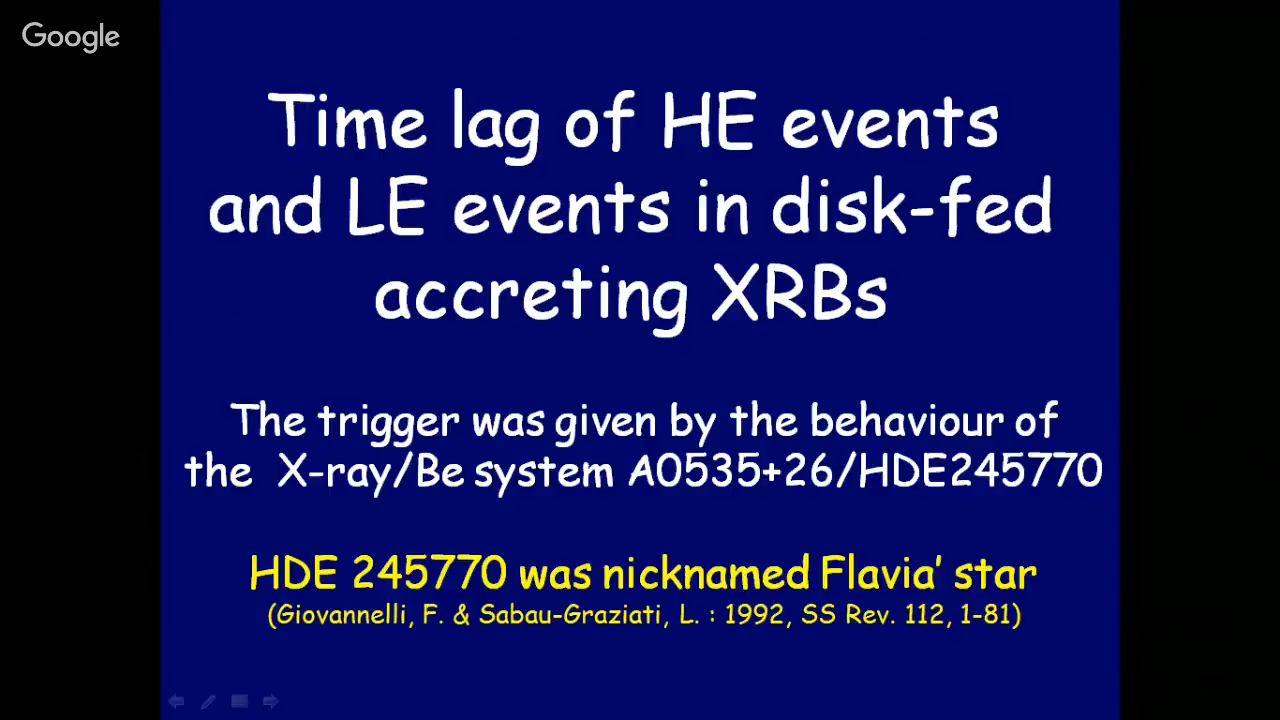 Google
Time lag of HE events
and LE events in disk-fed
accreting XRBs
The trigger was given by the behaviour of
the X-ray/Be system A0535+26/HDE245770
HDE 245770 was nicknamed Flavia’ star
(Giovannelli, F. & Sabau-Graziati, L. : 1992, SS Rev. 112, 1-81)